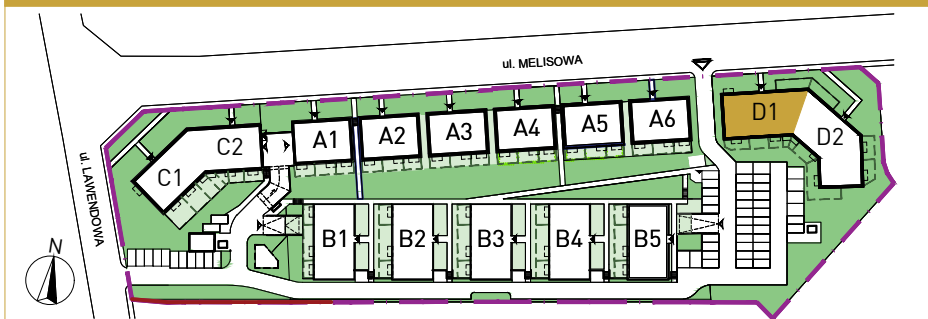 ul. MELISOWA
ul. LAWENDOWA
C1
C2
A1
A2
A3
A4
A5
A6
D1
D2
B1
B2
B3
B4
B5
N